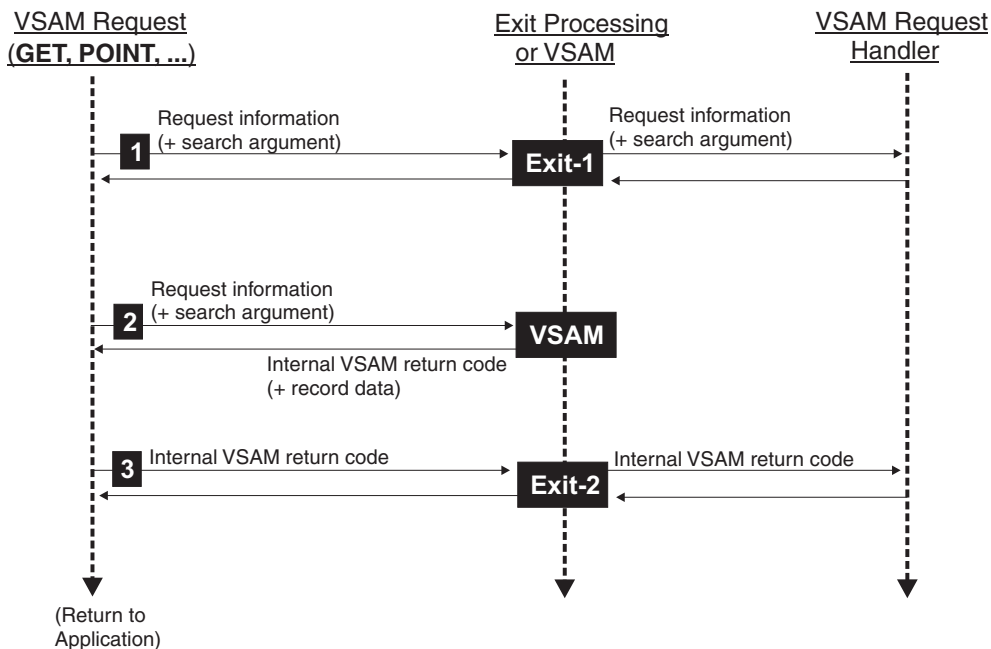 VSAM Request
(GET, POINT, ...)
Exit Processing
or VSAM
VSAM Request
Handler
Request information
(+ search argument)
1
Exit-1
Request information
(+ search argument)
Request information
(+ search argument)
2
VSAM
Internal VSAM return code
(+ record data)
3
Internal VSAM return code
Exit-2
Internal VSAM return code
(Return to
Application)